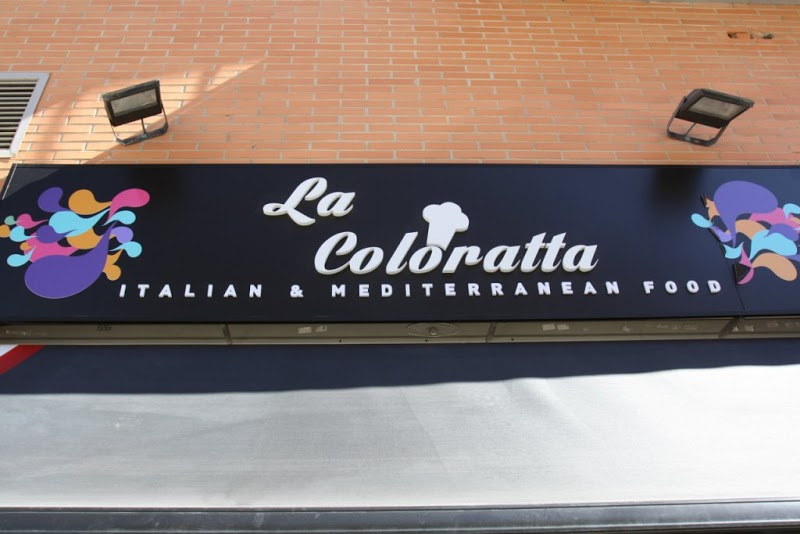 La
Coloratta
ITALIAN & MEDITERRANEAN FOOD